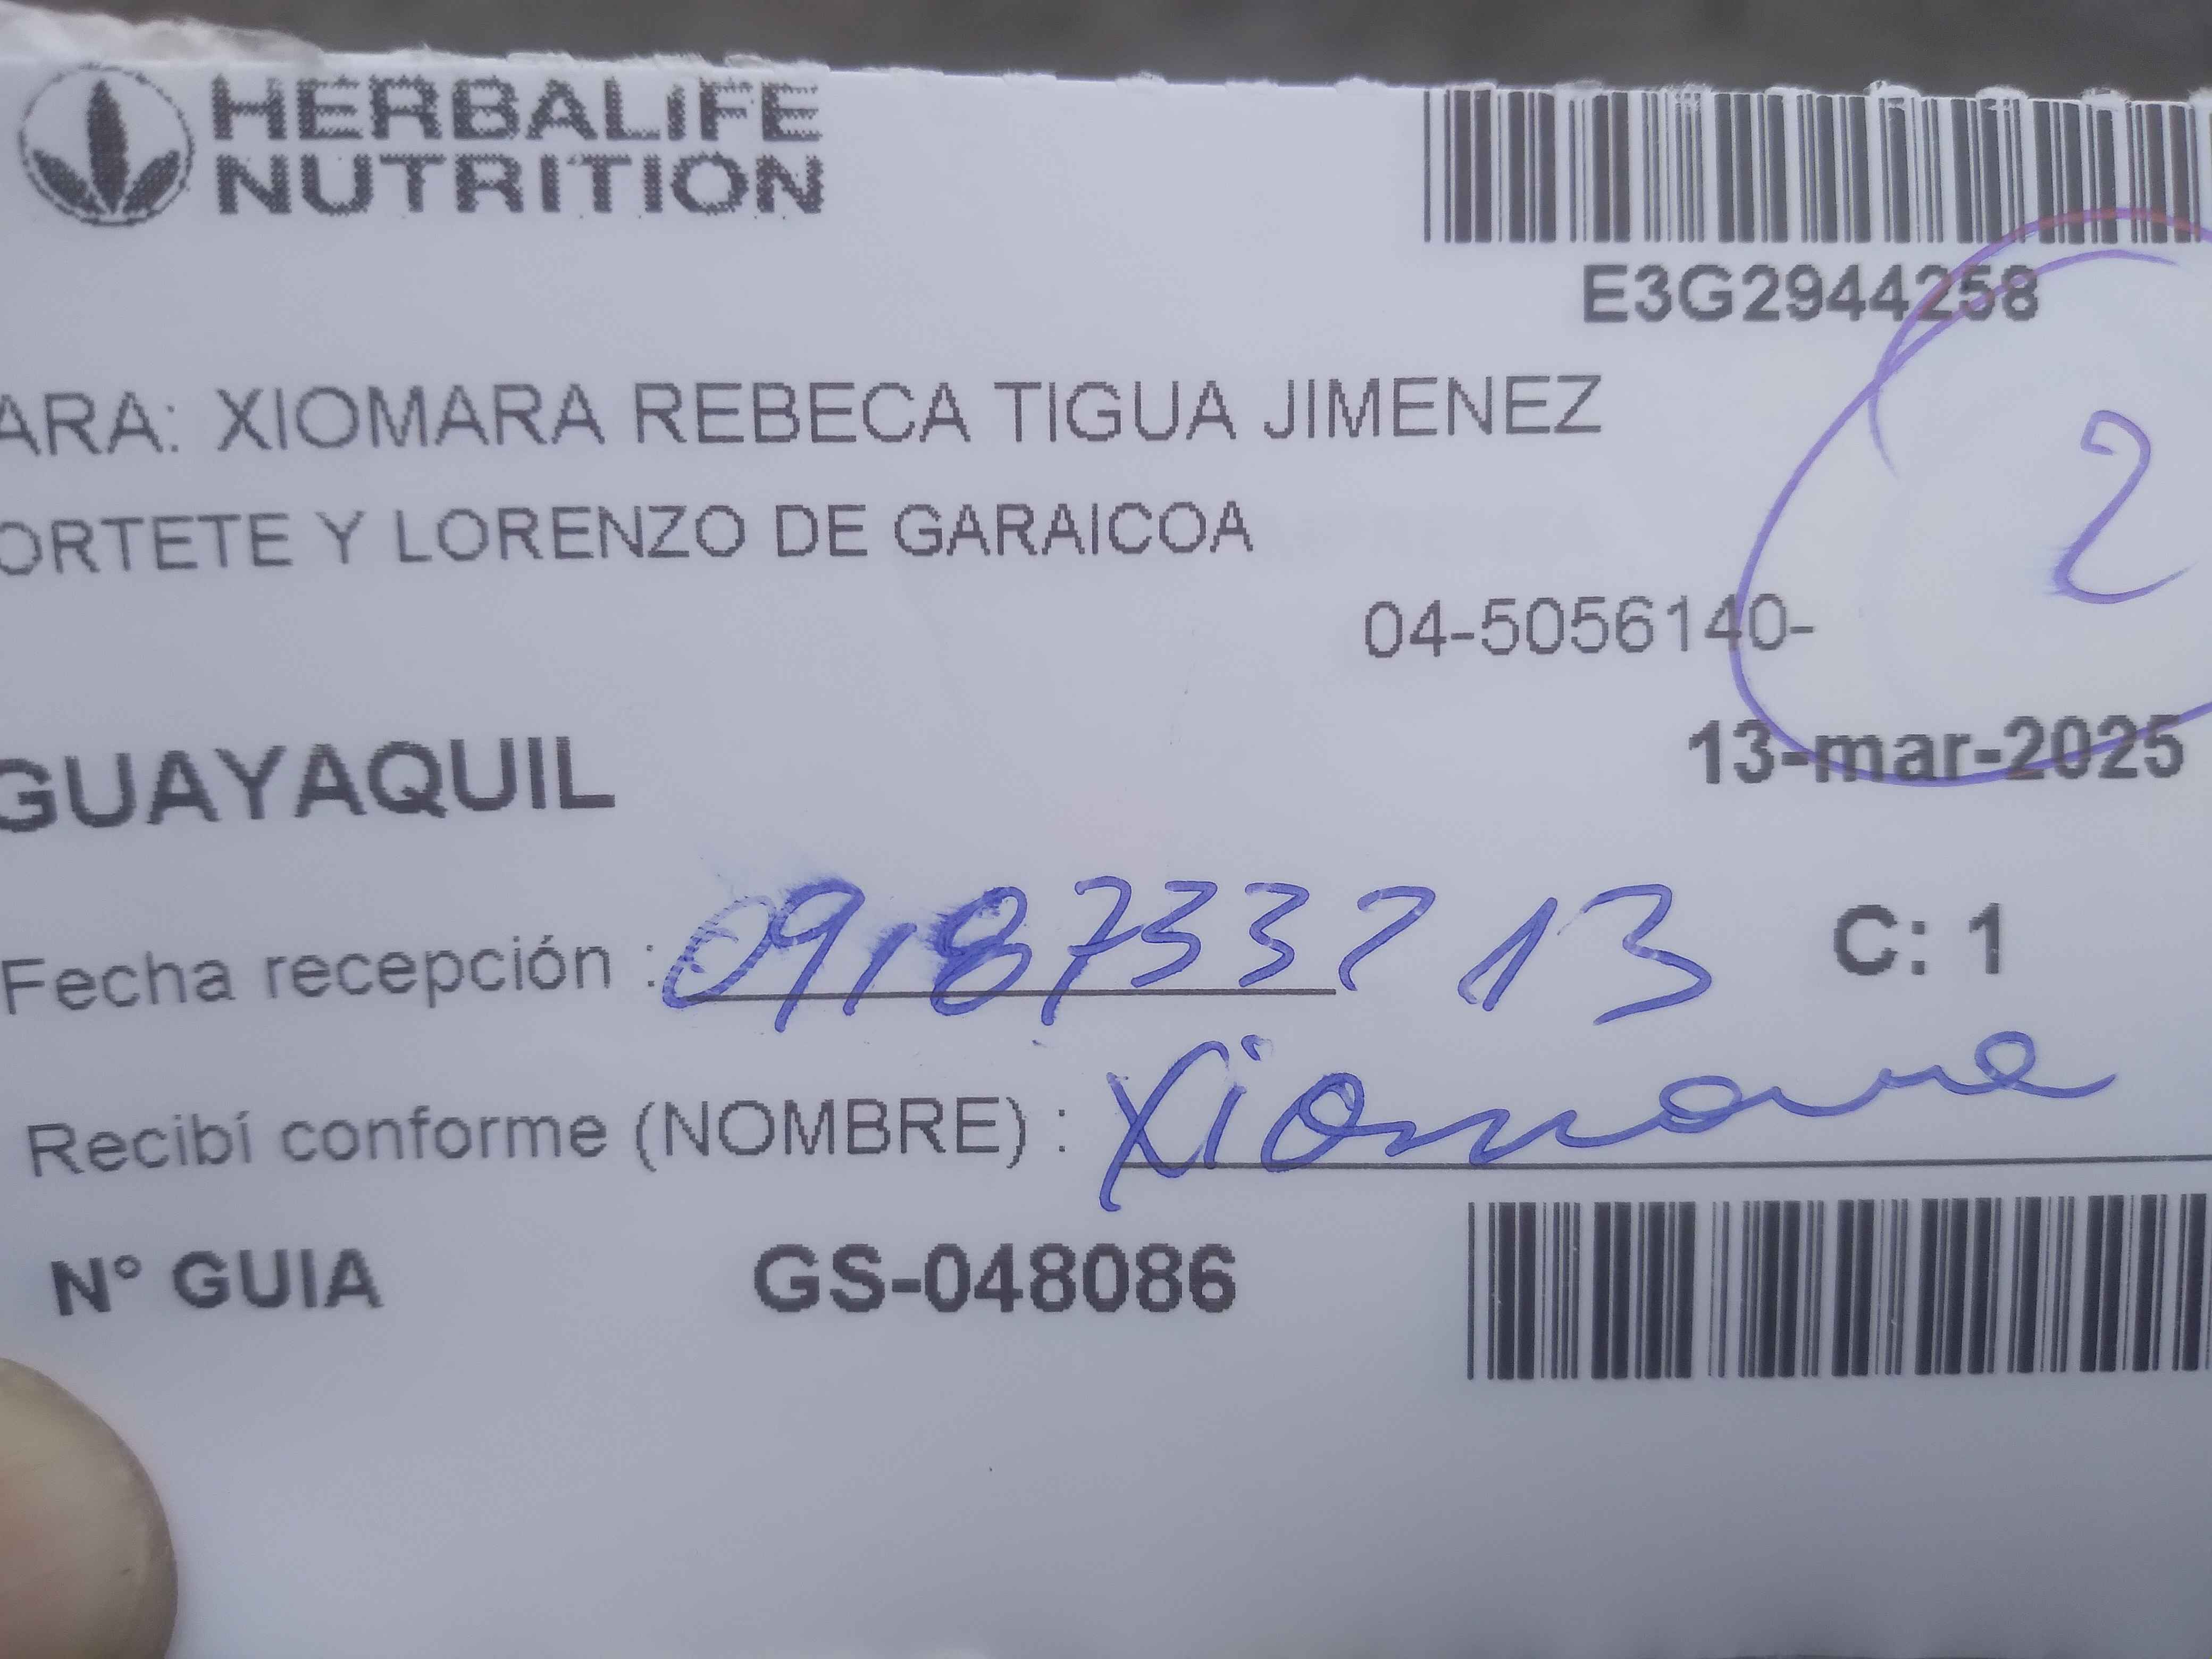 HERBALIFE
NUTRITION
E3G2944258
ARA: XIOMARA REBECA TIGUA JIMENEZ
2
ORTETE Y LORENZO DE GARAICOA
04-5056140-
GUAYAQUIL
13-mar-2025
Fecha recepción : 13
C: 1
Recibí conforme (NOMBRE) : Xiomara
N° GUIA GS-048086